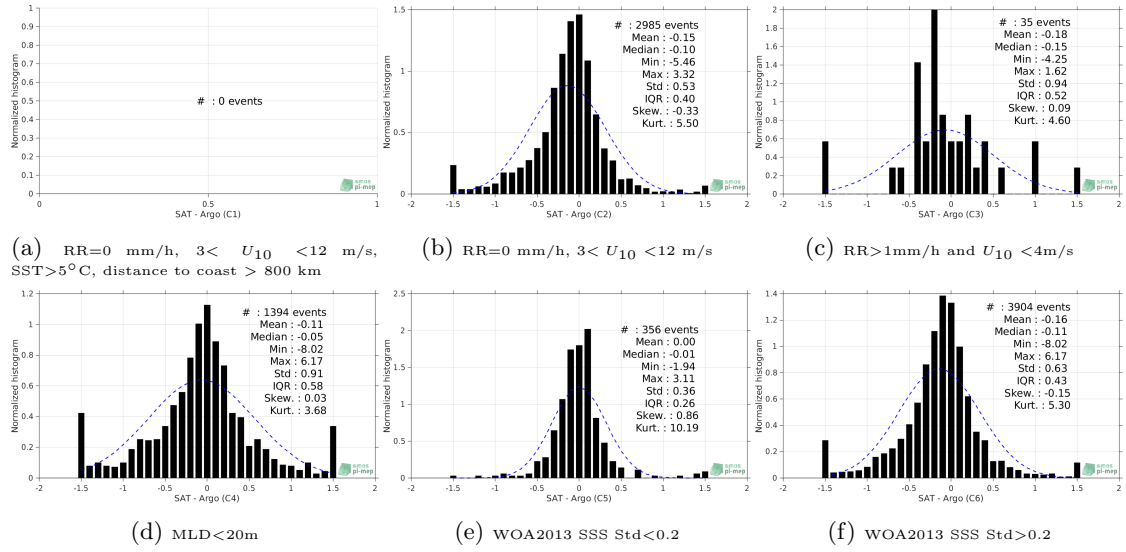 1
0.9
0.8
0.7
0.6
0.5
0.4
0.3
0.2
0.1
0
Normalized histogram
# : 0 events
smos
pi-mep
0 0.5 1
SAT - Argo (C1)
(a) RR=0 mm/h, 3< U10 <12 m/s,
SST>5°C, distance to coast > 800 km
1.5
1
0.5
0
Normalized histogram
# : 2985 events
Mean : -0.15
Median : -0.10
Min : -5.46
Max : 3.32
Std : 0.53
IQR : 0.40
Skew. : -0.33
Kurt. : 5.50
smos
pi-mep
-2 -1.5 -1 -0.5 0 0.5 1 1.5 2
SAT - Argo (C2)
(b) RR=0 mm/h, 3< U10 <12 m/s
2
1.8
1.6
1.4
1.2
1
0.8
0.6
0.4
0.2
0
Normalized histogram
# : 35 events
Mean : -0.18
Median : -0.15
Min : -4.25
Max : 1.62
Std : 0.94
IQR : 0.52
Skew. : 0.09
Kurt. : 4.60
smos
pi-mep
-2 -1.5 -1 -0.5 0 0.5 1 1.5 2
SAT - Argo (C3)
(c) RR>1mm/h and U10 <4m/s
1.2
1
0.8
0.6
0.4
0.2
0
Normalized histogram
# : 1394 events
Mean : -0.11
Median : -0.05
Min : -8.02
Max : 6.17
Std : 0.91
IQR : 0.58
Skew. : 0.03
Kurt. : 3.68
smos
pi-mep
-2 -1.5 -1 -0.5 0 0.5 1 1.5 2
SAT - Argo (C4)
(d) MLD<20m
2.5
2
1.5
1
0.5
0
Normalized histogram
# : 356 events
Mean : 0.00
Median : -0.01
Min : -1.94
Max : 3.11
Std : 0.36
IQR : 0.26
Skew. : 0.86
Kurt. : 10.19
smos
pi-mep
-2 -1.5 -1 -0.5 0 0.5 1 1.5 2
SAT - Argo (C5)
(e) WOA2013 SSS Std<0.2
1.4
1.2
1
0.8
0.6
0.4
0.2
0
Normalized histogram
# : 3904 events
Mean : -0.16
Median : -0.11
Min : -8.02
Max : 6.17
Std : 0.63
IQR : 0.43
Skew. : -0.15
Kurt. : 5.30
smos
pi-mep
-2 -1.5 -1 -0.5 0 0.5 1 1.5 2
SAT - Argo (C6)
(f) WOA2013 SSS Std>0.2